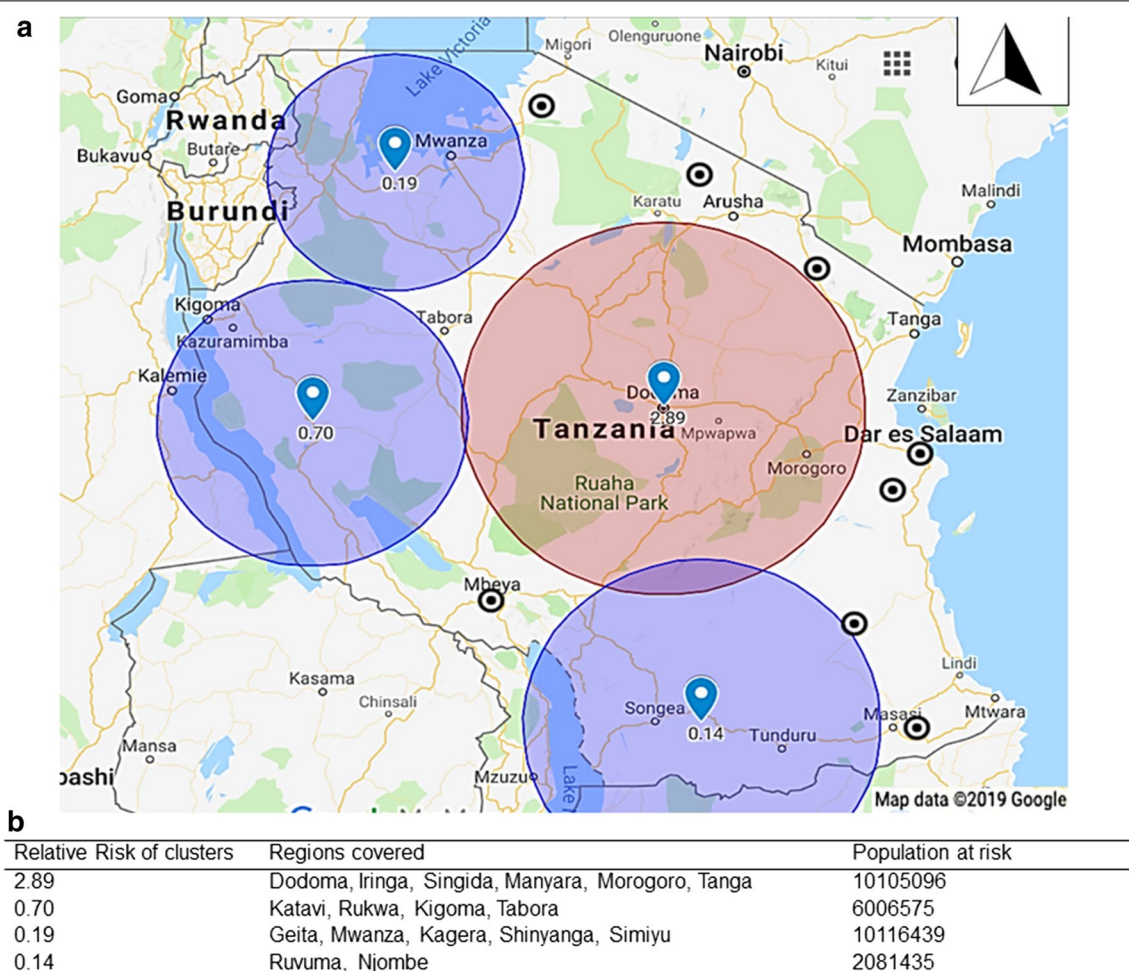 a
Lake Victoria
Migori
Olenguruone
Nairobi
Kitui
Goma
Rwanda
Bukavu
Butare
Mwanza
0.19
Burundi
Karatu
Arusha
Malindi
Mombasa
Kigoma
Kazuramimba
Tabora
Tanga
Kalemie
Zanzibar
0.70
Dodoma
2.89
Tanzania
Mpwapwa
Dar es Salaam
Morogoro
Ruaha
National Park
Mbeya
Kasama
Chinsali
Songea
0.14
Tunduru
Lindi
Masasi
Mtwara
Mansa
bashi
Mzuzu
Lake
Map data ©2019 Google
b
Relative Risk of clusters Regions covered Population at risk
2.89 Dodoma, Iringa, Singida, Manyara, Morogoro, Tanga 10105096
0.70 Katavi, Rukwa, Kigoma, Tabora 6006575
0.19 Geita, Mwanza, Kagera, Shinyanga, Simiyu 10116439
0.14 Ruvuma, Njombe 2081435